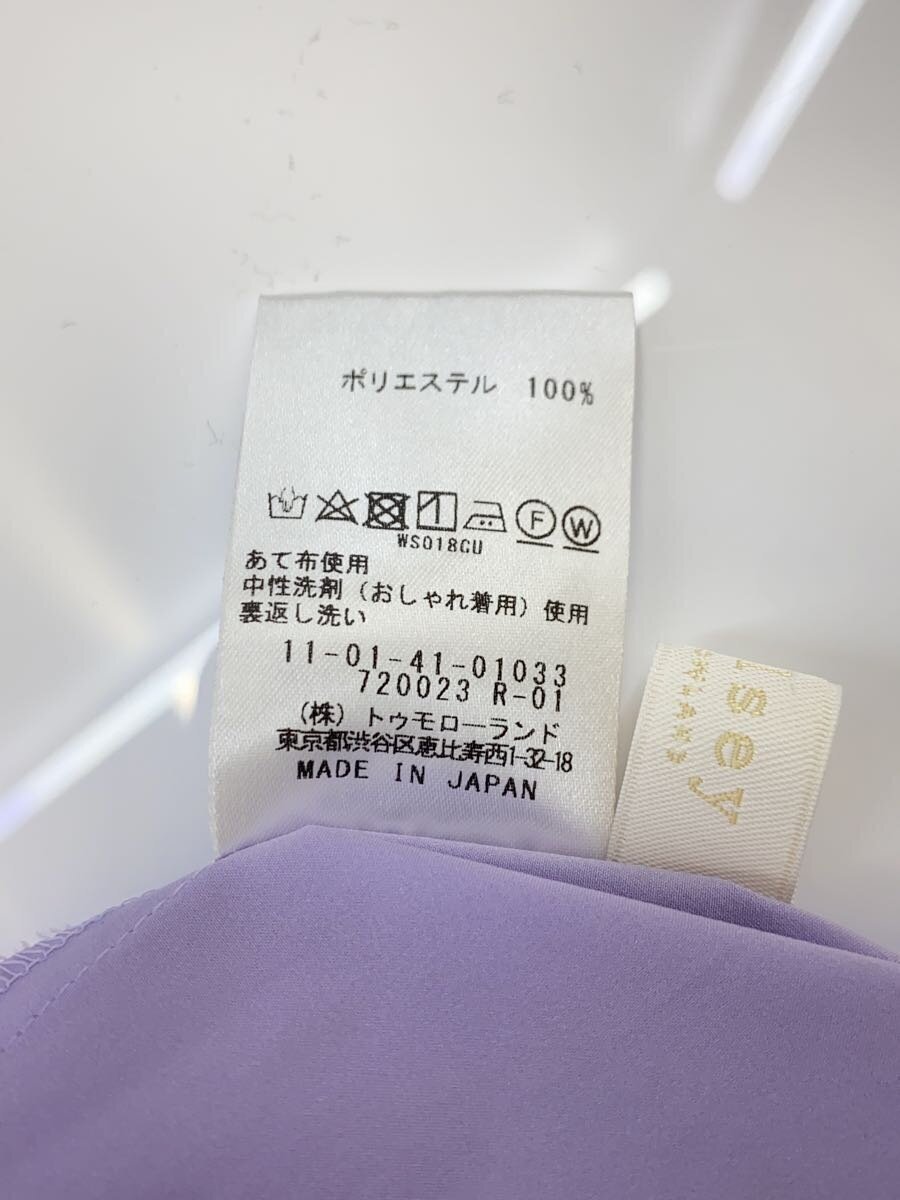 ポリエステル 100%
F W
WS018CU
あて布使用
中性洗剤（おしゃれ着用）使用
裏返し洗い
11-01-41-01033
720023 R-01
（株）トゥモローランド
東京都渋谷区恵比寿西1-32-18
MADE IN JAPAN
sey